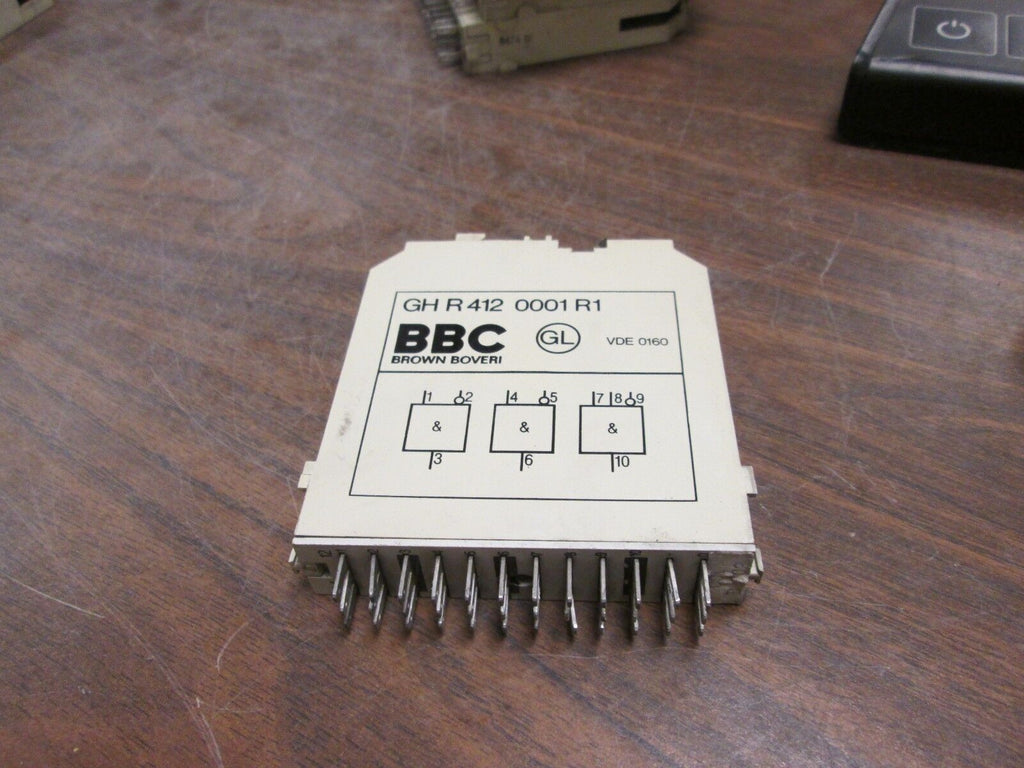 GH R 412 0001 R1
BBC GL VDE 0160
BROWN BOVERI
1 2 4 5 7 8 9
& & &
3 6 10